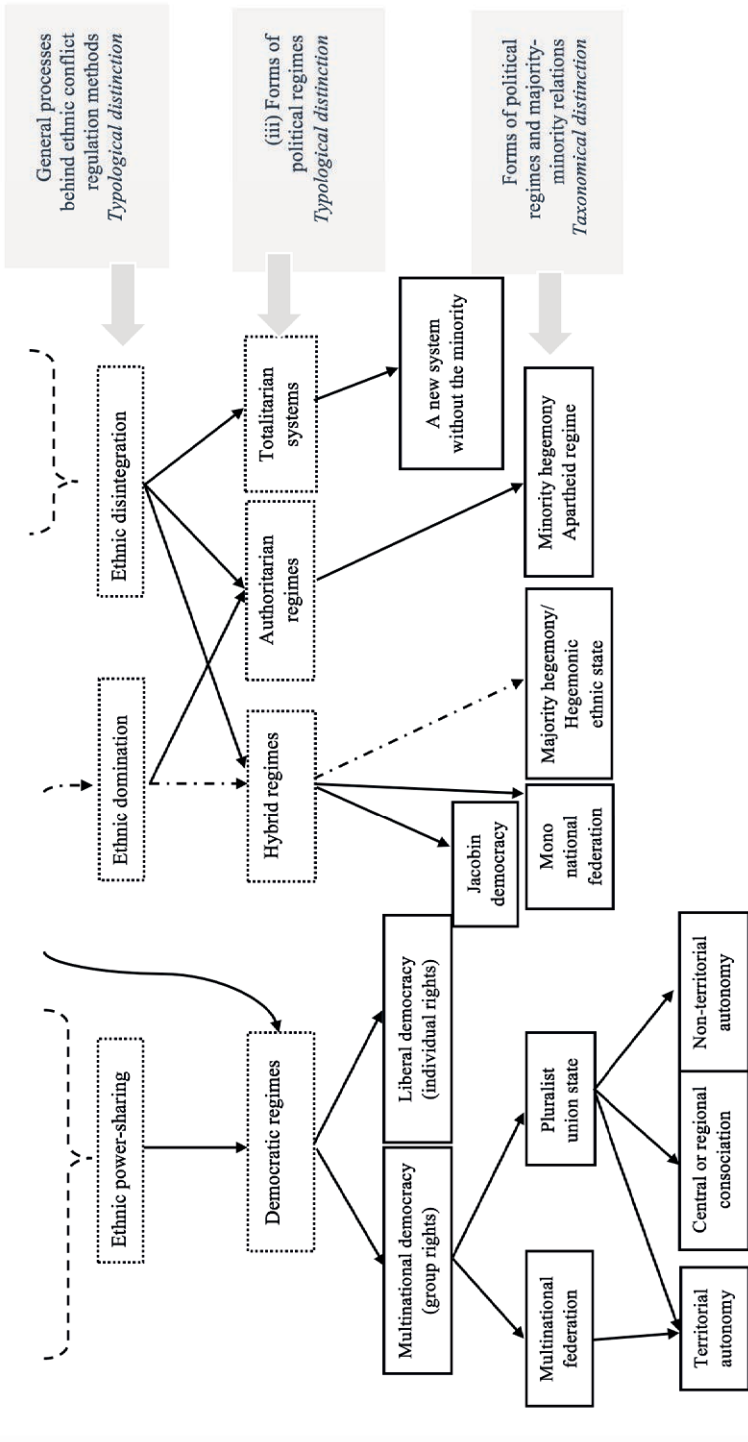 General processes
behind ethnic conflict
regulation methods
Typological distinction
Ethnic power-sharing
Ethnic domination
Ethnic disintegration
(iii) Forms of
political regimes
Typological distinction
Democratic regimes
Hybrid regimes
Authoritarian
regimes
Totalitarian
systems
Multinational democracy
(group rights)
Liberal democracy
(individual rights)
A new system
without the minority
Jacobin
democracy
Forms of political
regimes and majority-
minority relations
Taxonomical distinction
Multinational
federation
Pluralist
union state
Mono
national
federation
Majority hegemony/
Hegemonic
ethnic state
Minority hegemony
Apartheid regime
Territorial
autonomy
Central or regional
consociation
Non-territorial
autonomy